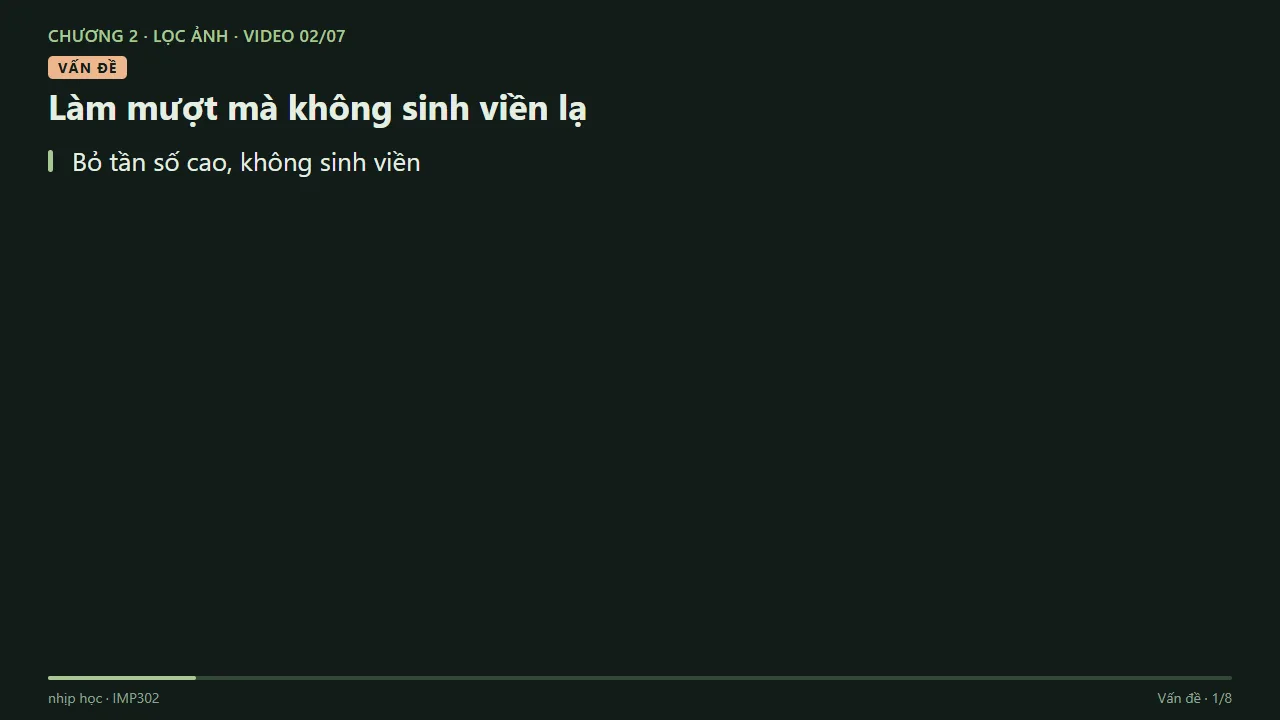 CHƯƠNG 2 · LỌC ẢNH · VIDEO 02/07
VẤN ĐỀ
Làm mượt mà không sinh viền lạ
Bỏ tần số cao, không sinh viền
nhịp học · IMP302
Vấn đề · 1/8